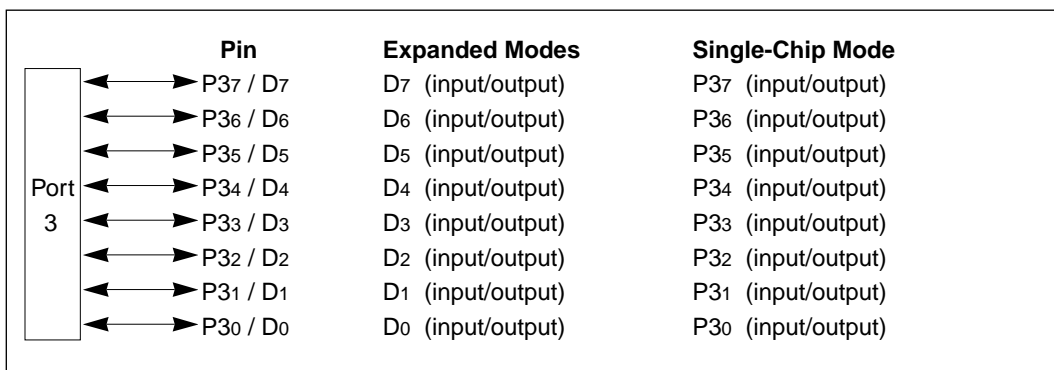 Pin Expanded Modes Single-Chip Mode
P37 / D7 D7 (input/output) P37 (input/output)
P36 / D6 D6 (input/output) P36 (input/output)
P35 / D5 D5 (input/output) P35 (input/output)
Port P34 / D4 D4 (input/output) P34 (input/output)
3 P33 / D3 D3 (input/output) P33 (input/output)
P32 / D2 D2 (input/output) P32 (input/output)
P31 / D1 D1 (input/output) P31 (input/output)
P30 / D0 D0 (input/output) P30 (input/output)